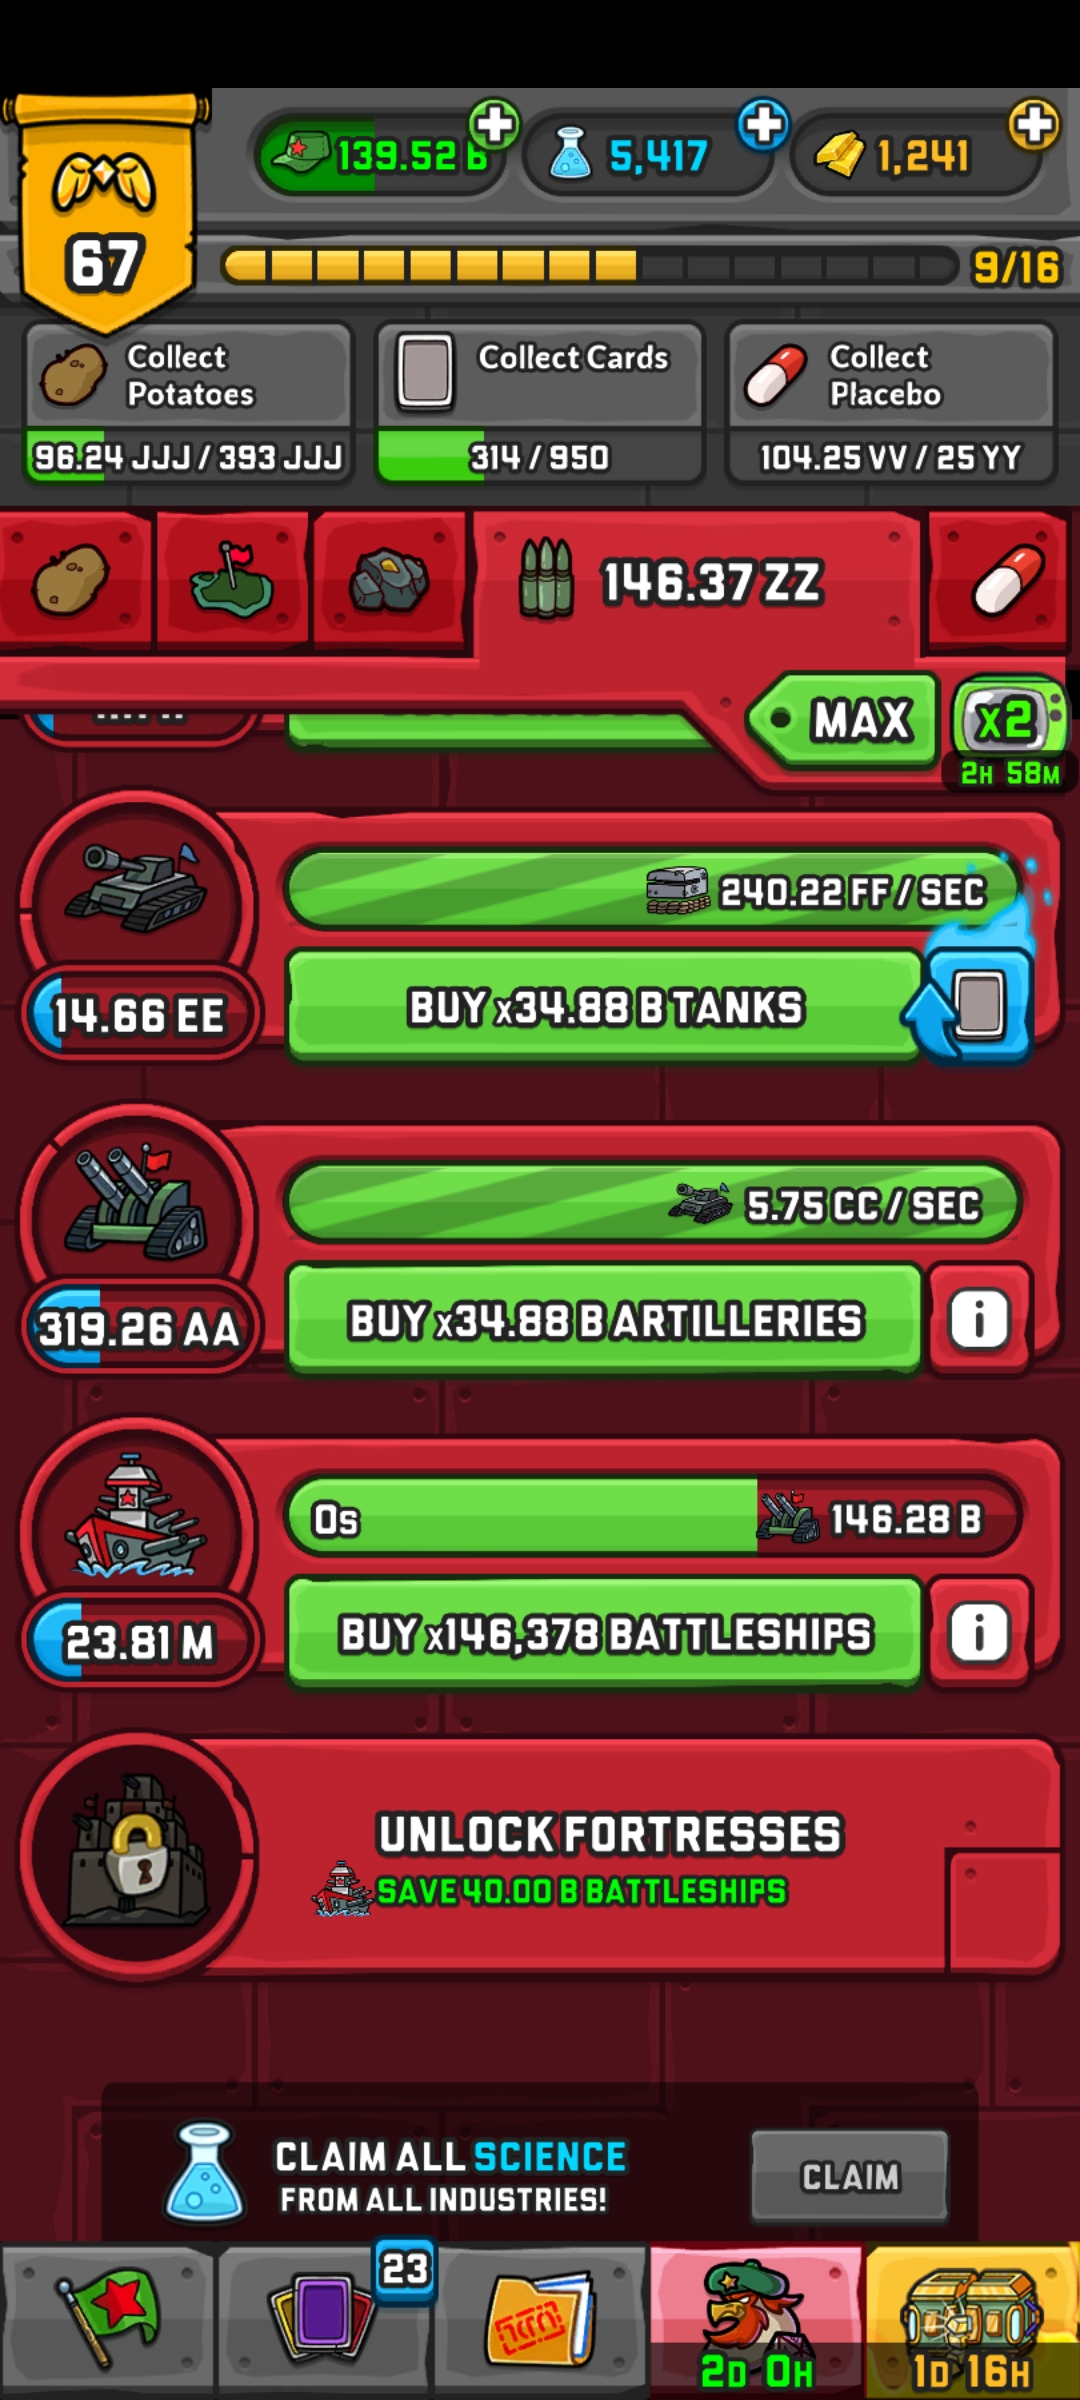 139.52 B
5,417
1,241
67
9/16
Collect
Potatoes
96.24 JJJ / 393 JJJ
Collect Cards
314 / 950
Collect
Placebo
104.25 VV / 25 YY
146.37 ZZ
MAX
x2
2H 58M
240.22 FF / SEC
14.66 EE
BUY x34.88 B TANKS
5.75 CC / SEC
319.26 AA
BUY x34.88 B ARTILLERIES
i
0s
146.28 B
23.81 M
BUY x146,378 BATTLESHIPS
i
UNLOCK FORTRESSES
SAVE 40.00 B BATTLESHIPS
CLAIM ALL SCIENCE
FROM ALL INDUSTRIES!
CLAIM
23
2D 0H
1D 16H